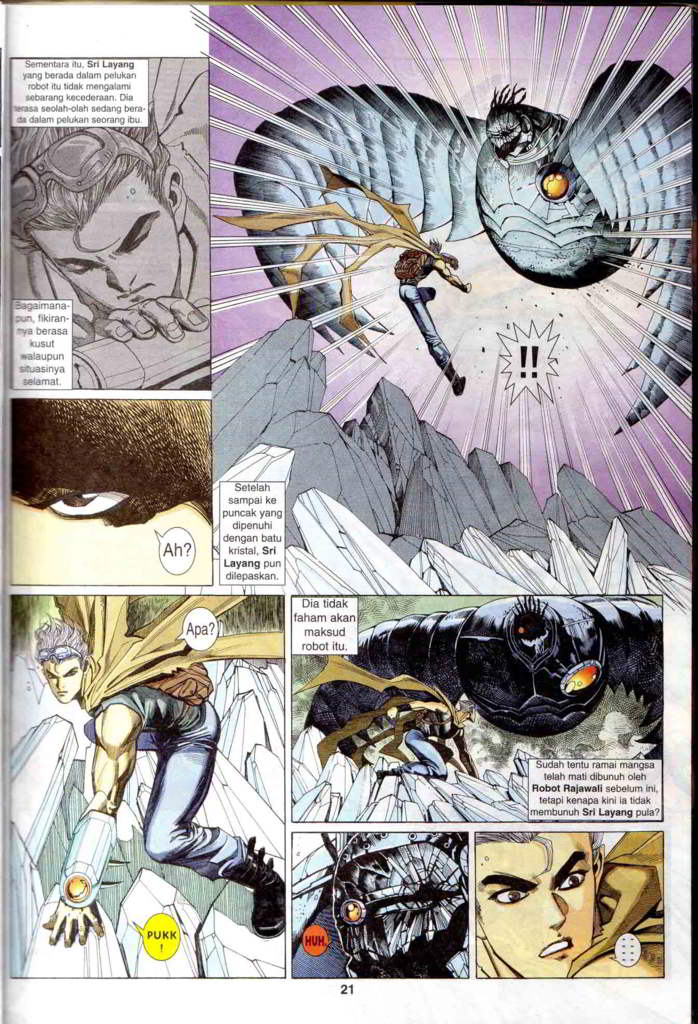 Sementara itu, Sri Layang
yang berada dalam pelukan
robot itu tidak mengalami
sebarang kecederaan. Dia
terasa seolah-olah sedang bera-
da dalam pelukan seorang ibu.
Bagaimana-
pun, fikiran-
nya berasa
kusut
walaupun
situasinya
selamat.
!!
Ah?
Setelah
sampai ke
puncak yang
dipenuhi
dengan batu
kristal, Sri
Layang pun
dilepaskan.
Apa?
PUKK
!
Dia tidak
faham akan
maksud
robot itu.
Sudah tentu ramai mangsa
telah mati dibunuh oleh
Robot Rajawali sebelum ini,
tetapi kenapa kini ia tidak
membunuh Sri Layang pula?
HUH.
21